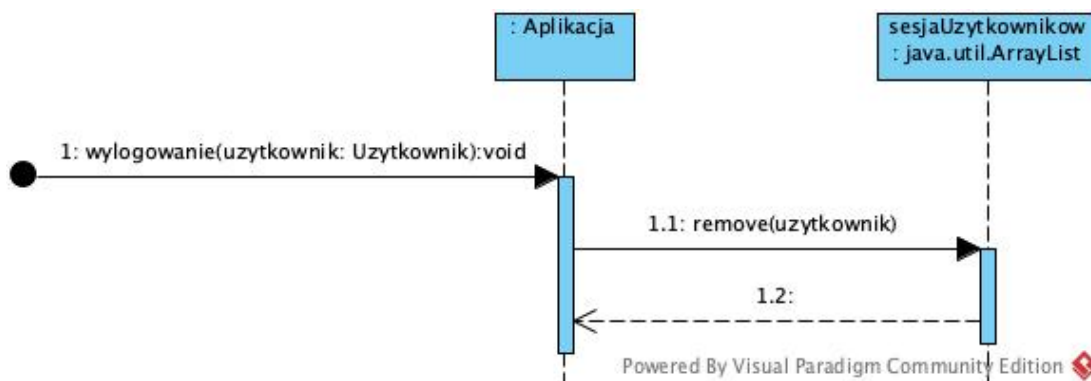 : Aplikacja
sesjaUzytkownikow
: java.util.ArrayList
1: wylogowanie(uzytkownik: Uzytkownik):void
1.1: remove(uzytkownik)
1.2:
Powered By Visual Paradigm Community Edition